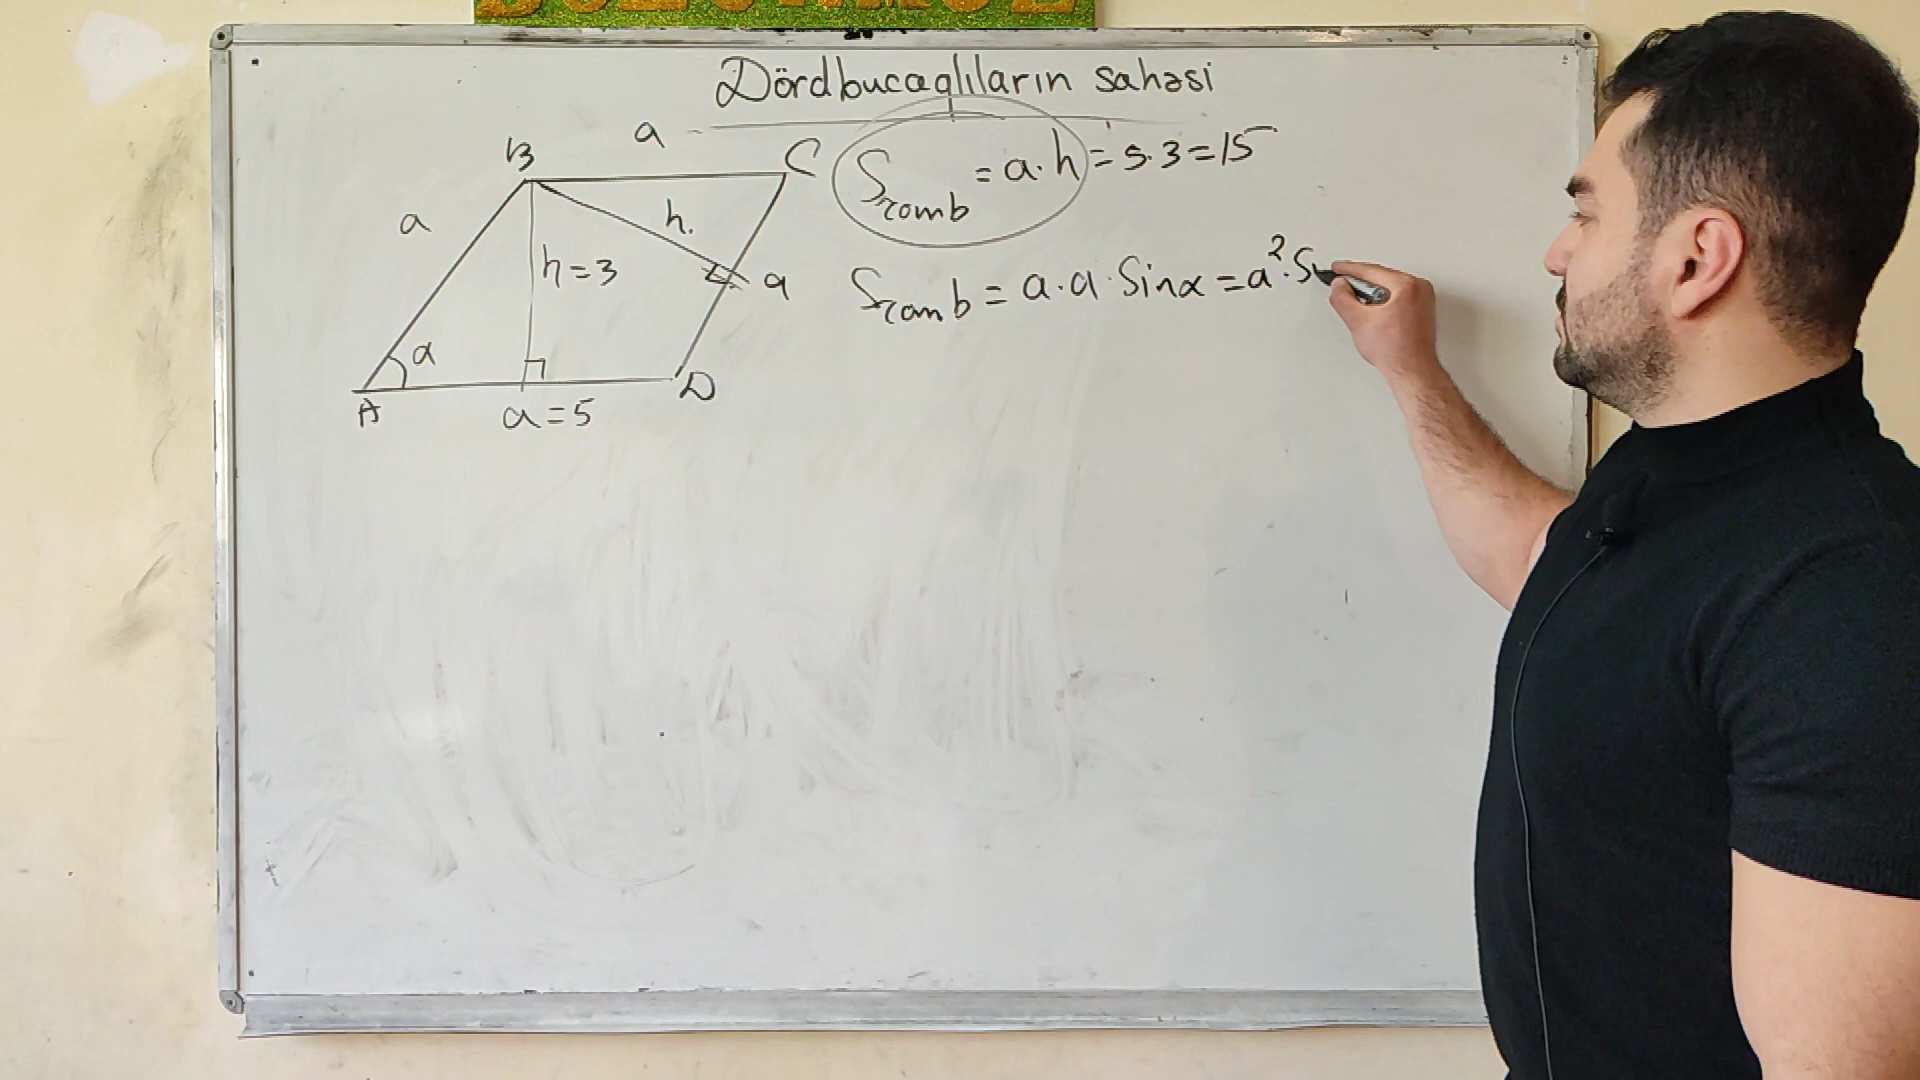 Dördbucaqlıların sahəsi
a
B
C
a
h.
h=3
a
α
A
a=5
D
Sromb = a.h = 5.3=15
Sromb = a.a.Sinα = a².Si